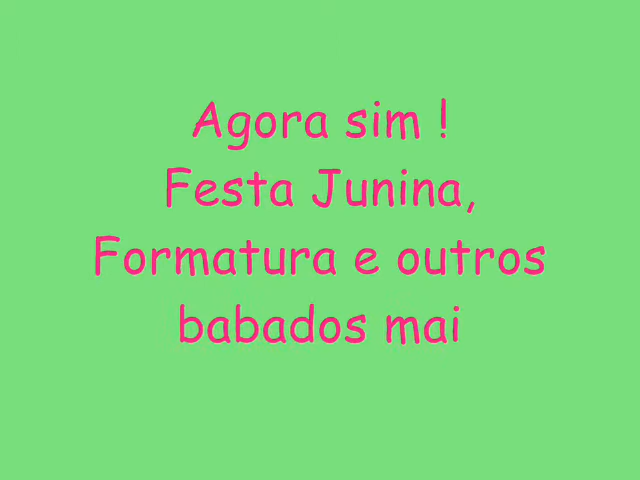 Agora sim !
Festa Junina,
Formatura e outros
babados mai